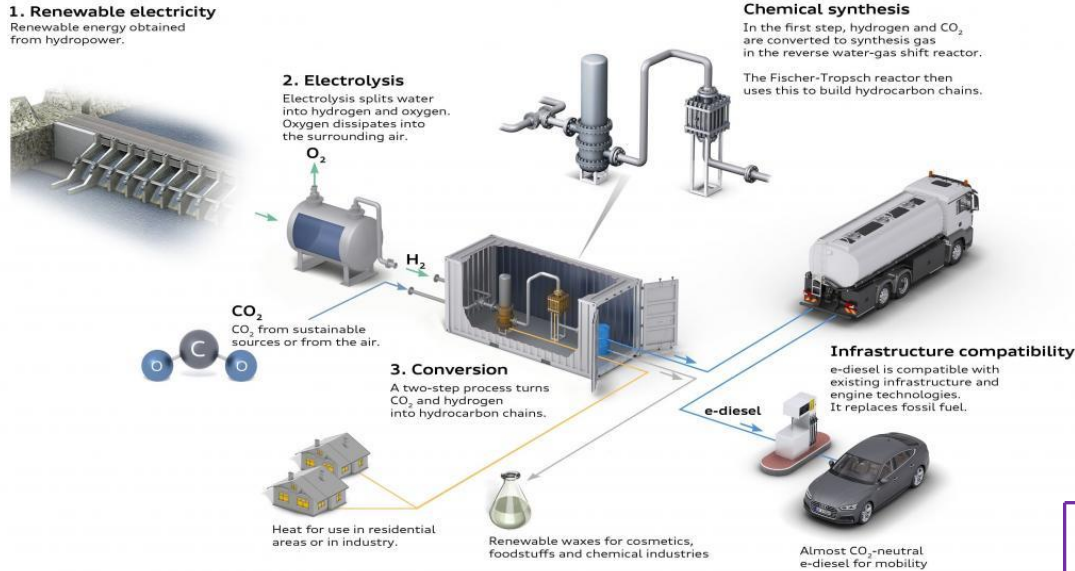 1. Renewable electricity
Renewable energy obtained
from hydropower.
2. Electrolysis
Electrolysis splits water
into hydrogen and oxygen.
Oxygen dissipates into
the surrounding air.
O₂
H₂
CO₂
CO₂ from sustainable
sources or from the air.
O
C
O
3. Conversion
A two-step process turns
CO₂ and hydrogen
into hydrocarbon chains.
Chemical synthesis
In the first step, hydrogen and CO₂
are converted to synthesis gas
in the reverse water-gas shift reactor.
The Fischer-Tropsch reactor then
uses this to build hydrocarbon chains.
Infrastructure compatibility
e-diesel is compatible with
existing infrastructure and
engine technologies.
It replaces fossil fuel.
e-diesel
Heat for use in residential
areas or in industry.
Renewable waxes for cosmetics,
foodstuffs and chemical industries
Almost CO₂-neutral
e-diesel for mobility